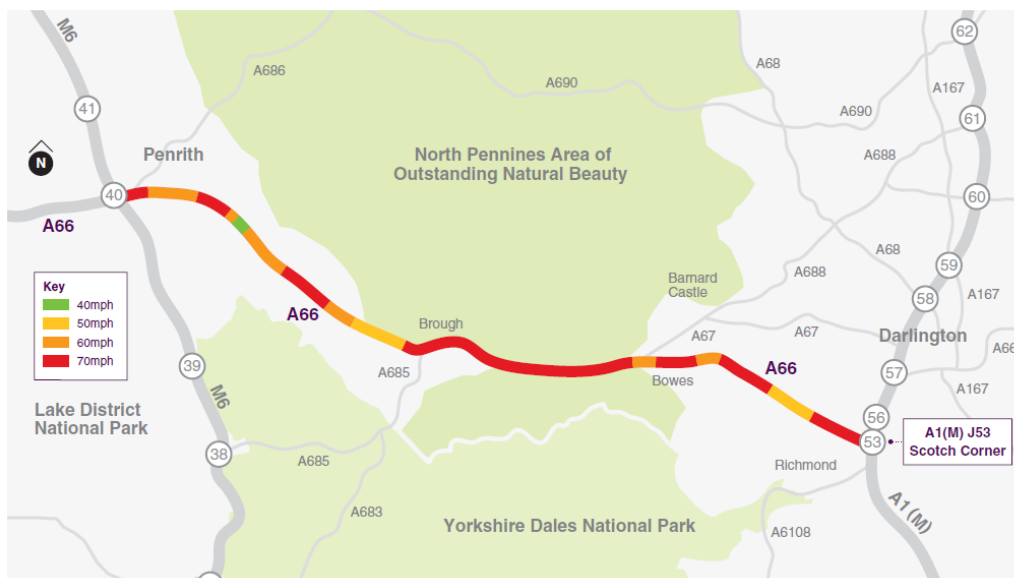 M6
62
A68
A686
A690
A167
41
A690
61
N
Penrith
North Pennines Area of
Outstanding Natural Beauty
A688
40
60
A66
A68
59
Key
40mph
50mph
60mph
70mph
Barnard
Castle
A688
58
A167
A66
Brough
A67
A67
Darlington
A66
39
A685
Bowes
A66
57
A167
M6
Lake District
National Park
56
A1(M) J53
Scotch Corner
53
38
A685
Richmond
A683
Yorkshire Dales National Park
A6108
A1(M)